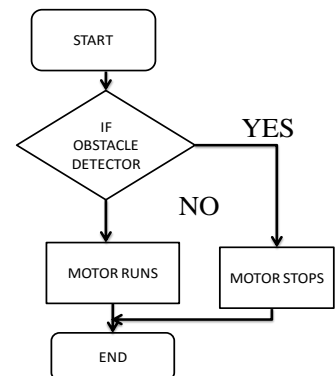 START
IF
OBSTACLE
DETECTOR
YES
NO
MOTOR RUNS
MOTOR STOPS
END